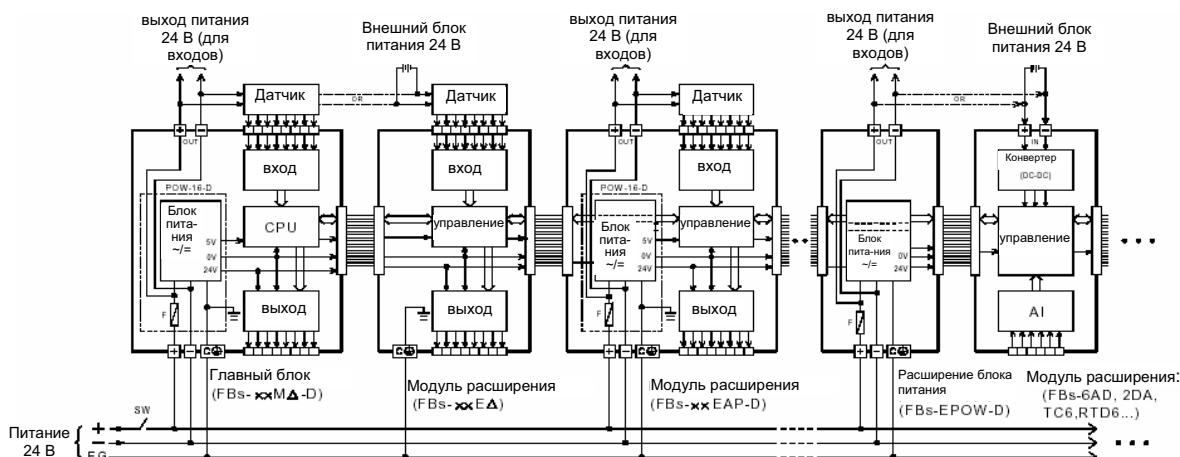 выход питания
24 В (для
входов)
Внешний блок
питания 24 В
выход питания
24 В (для
входов)
выход питания
24 В (для
входов)
Внешний блок
питания 24 В
Датчик
OR
Датчик
Датчик
OR
+ −
OUT
+ −
OUT
+ −
OUT
+ −
IN
вход
вход
вход
Конвертер
(DC-DC)
POW-16-D
POW-16-D
Блок
пита-
ния
~/=
CPU
управление
Блок
пита-
ния
~/=
управление
Блок
пита-ния
~/=
управление
5V
0V
24V
5V
0V
24V
0V
24V
F
выход
выход
F
выход
F
AI
+ −
+ −
+ −
Главный блок
(FBs-xxMΔ-D)
Модуль расширения
(FBs-xxEΔ)
Модуль расширения
(FBs-xxEAP-D)
Расширение блока
питания
(FBs-EPOW-D)
Модуль расширения:
(FBs-6AD, 2DA,
TC6,RTD6...)
SW
Питание
24 В
+
−
FG